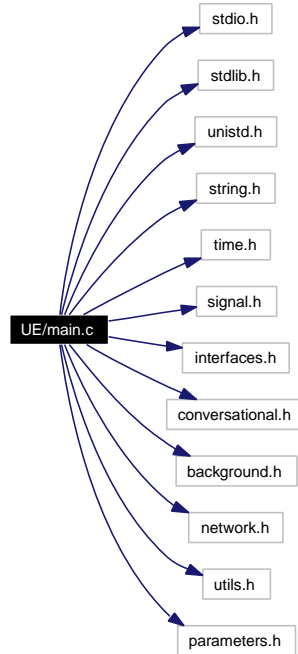 stdio.h
stdlib.h
unistd.h
string.h
time.h
signal.h
UE/main.c
interfaces.h
conversational.h
background.h
network.h
utils.h
parameters.h